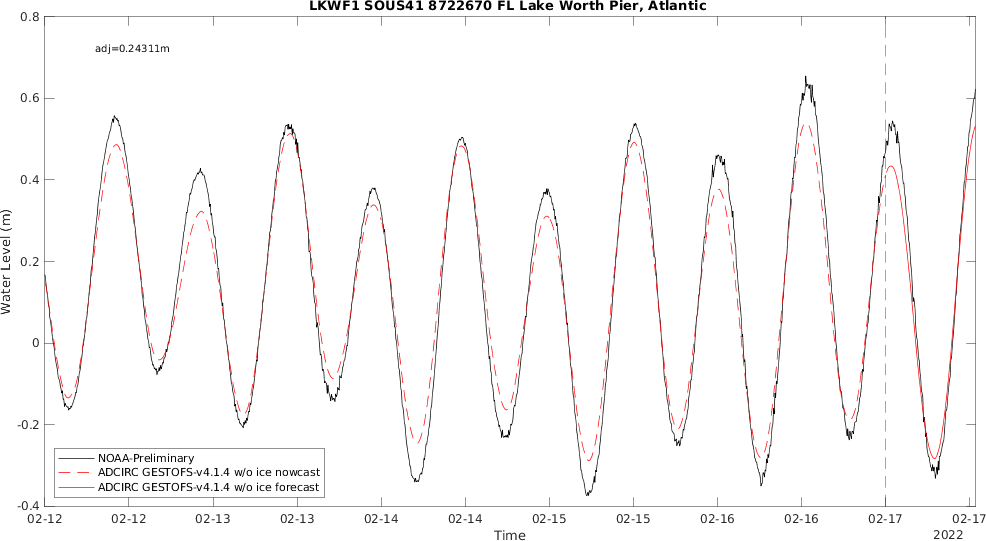 LKWF1 SOUS41 8722670 FL Lake Worth Pier, Atlantic
0.8
adj=0.24311m
0.6
0.4
0.2
0
-0.2
-0.4
Water Level (m)
NOAA-Preliminary
ADCIRC GESTOFS-v4.1.4 w/o ice nowcast
ADCIRC GESTOFS-v4.1.4 w/o ice forecast
02-12 02-12 02-13 02-13 02-14 02-14 02-15 02-15 02-16 02-16 02-17 02-17
Time 2022